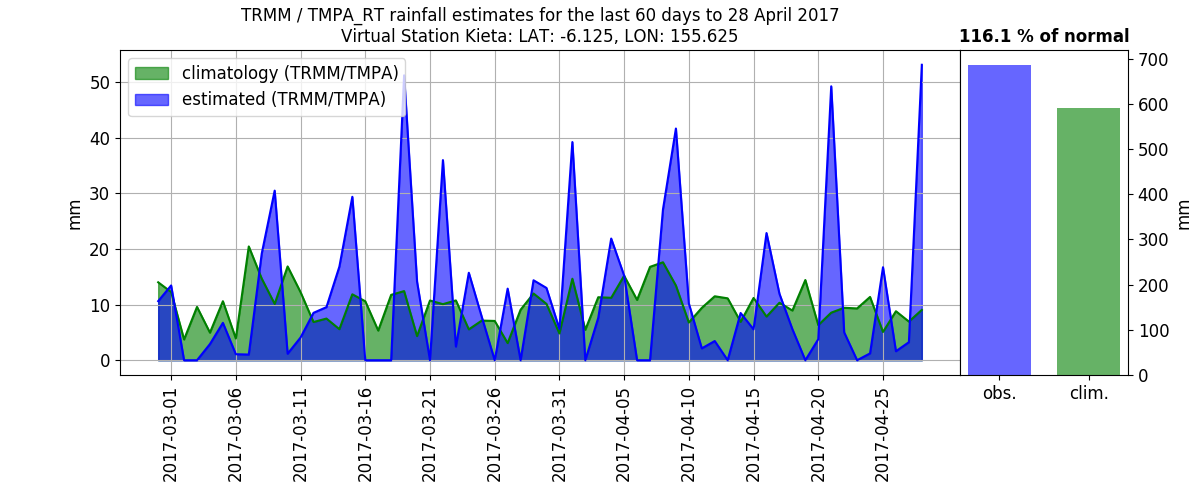 TRMM / TMPA_RT rainfall estimates for the last 60 days to 28 April 2017
Virtual Station Kieta: LAT: -6.125, LON: 155.625
116.1 % of normal
climatology (TRMM/TMPA)
estimated (TRMM/TMPA)
mm
50
40
30
20
10
0
2017-03-01
2017-03-06
2017-03-11
2017-03-16
2017-03-21
2017-03-26
2017-03-31
2017-04-05
2017-04-10
2017-04-15
2017-04-20
2017-04-25
obs.
clim.
700
600
500
400
300
200
100
0
mm